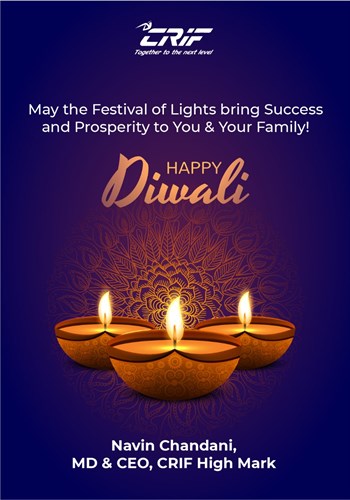 CRIF
Together to the next level
May the Festival of Lights bring Success
and Prosperity to You & Your Family!
HAPPY
Diwali
Navin Chandani,
MD & CEO, CRIF High Mark